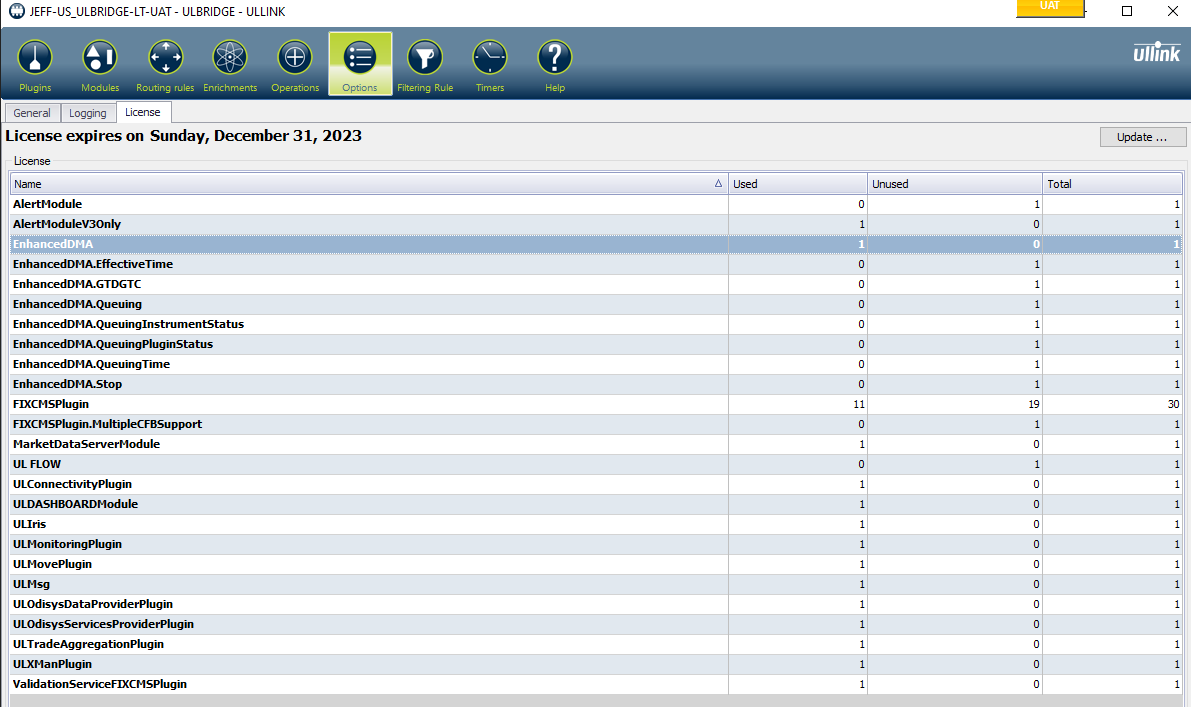 JEFF-US_ULBRIDGE-LT-UAT - ULBRIDGE - ULLINK
UAT
Plugins Modules Routing rules Enrichments Operations Options Filtering Rule Timers Help
ullink
General Logging License
License expires on Sunday, December 31, 2023
Update ...
License
Name Used Unused Total
AlertModule 0 1 1
AlertModuleV3Only 1 0 1
EnhancedDMA 1 0 1
EnhancedDMA.EffectiveTime 0 1 1
EnhancedDMA.GTDGTC 0 1 1
EnhancedDMA.Queuing 0 1 1
EnhancedDMA.QueuingInstrumentStatus 0 1 1
EnhancedDMA.QueuingPluginStatus 0 1 1
EnhancedDMA.QueuingTime 0 1 1
EnhancedDMA.Stop 0 1 1
FIXCMSPlugin 11 19 30
FIXCMSPlugin.MultipleCFBSupport 0 1 1
MarketDataServerModule 1 0 1
UL FLOW 0 1 1
ULConnectivityPlugin 1 0 1
ULDASHBOARDModule 1 0 1
ULIris 1 0 1
ULMonitoringPlugin 1 0 1
ULMovePlugin 1 0 1
ULMsg 1 0 1
ULOdisysDataProviderPlugin 1 0 1
ULOdisysServicesProviderPlugin 1 0 1
ULTradeAggregationPlugin 1 0 1
ULXManPlugin 1 0 1
ValidationServiceFIXCMSPlugin 1 0 1